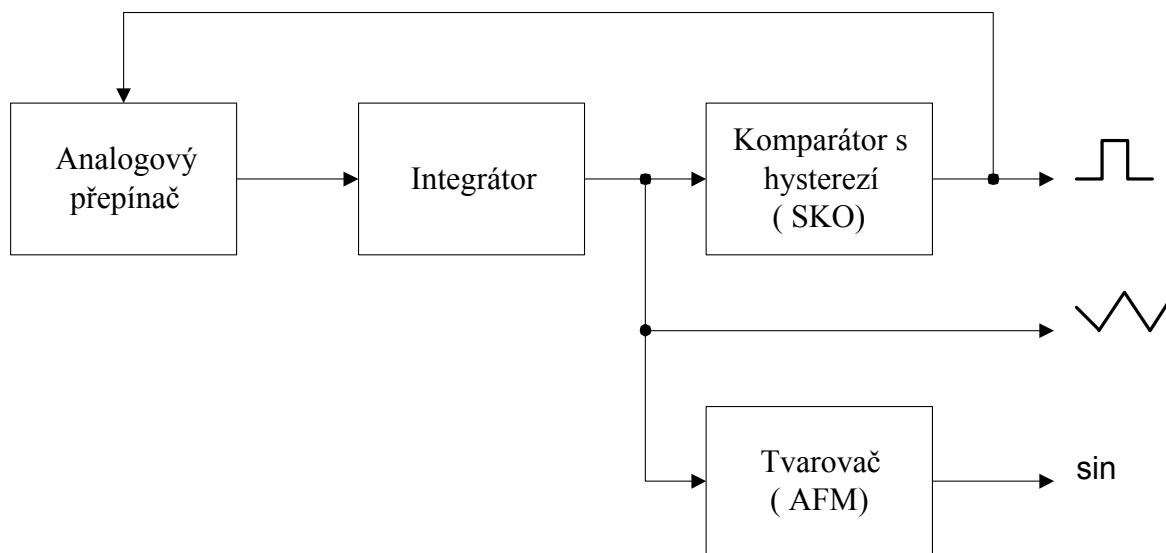 Analogový
přepínač
Integrátor
Komparátor s
hysterezí
( SKO)
Tvarovač
( AFM)
sin